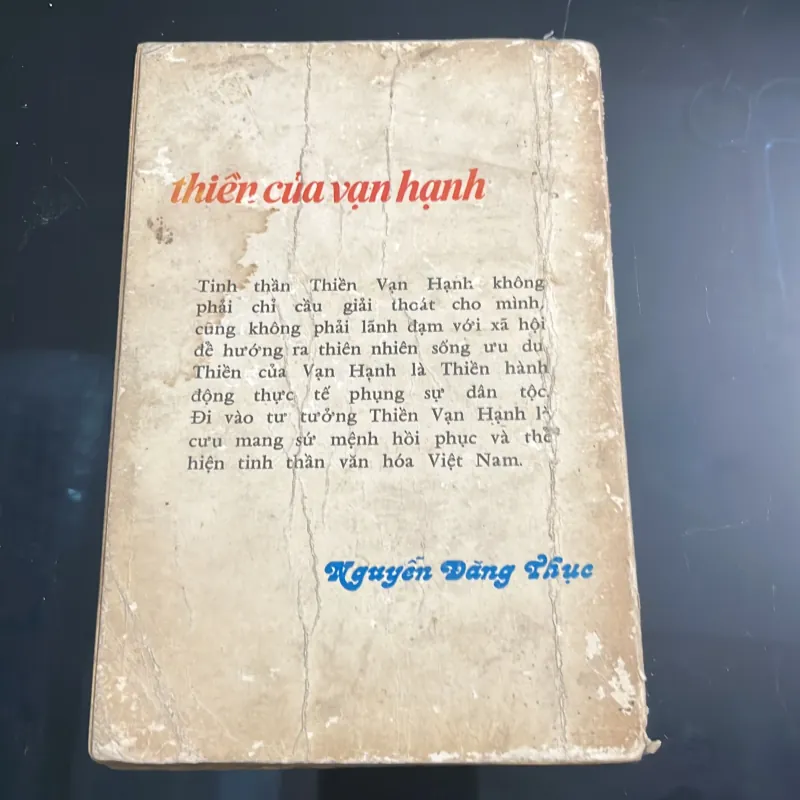 thiền của vạn hạnh
Tinh thần Thiền Vạn Hạnh không
phải chỉ cầu giải thoát cho mình,
cũng không phải lãnh đạm với xã hội
để hướng ra thiên nhiên sống ưu du.
Thiền của Vạn Hạnh là Thiền hành
động thực tế phụng sự dân tộc.
Đi vào tư tưởng Thiền Vạn Hạnh là
cưu mang sứ mệnh hồi phục và thể
hiện tinh thần văn hóa Việt Nam.
Nguyễn Đăng Thục